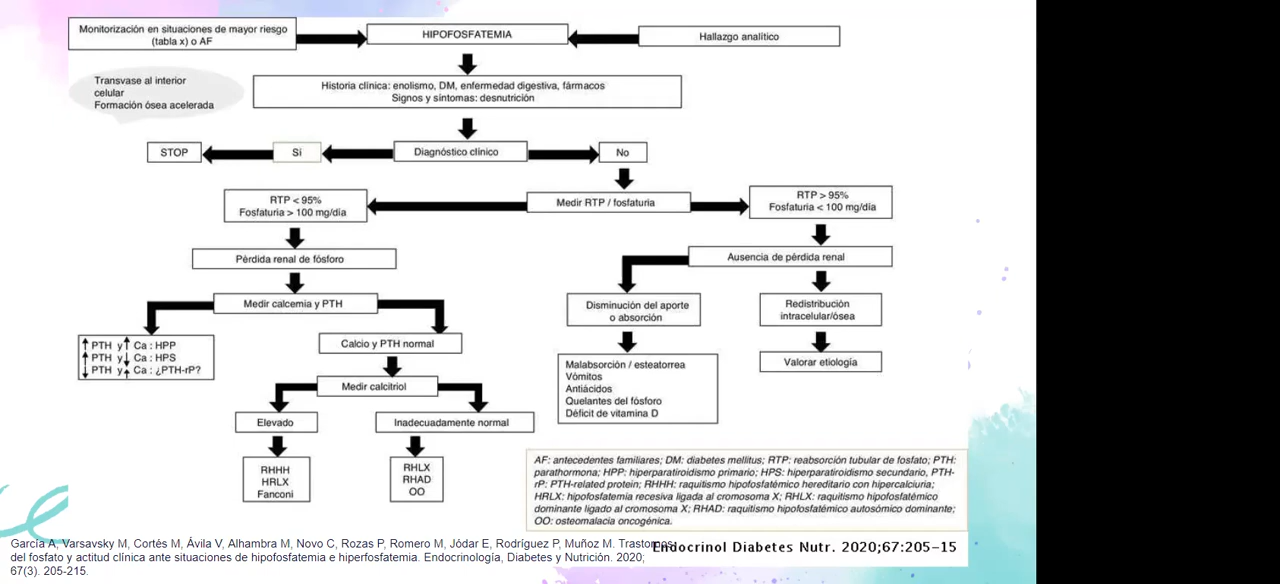 Monitorización en situaciones de mayor riesgo
(tabla x) o AF
HIPOFOSFATEMIA
Hallazgo analítico
Transvase al interior
celular
Formación ósea acelerada
Historia clínica: enolismo, DM, enfermedad digestiva, fármacos
Signos y síntomas: desnutrición
STOP
Sí
Diagnóstico clínico
No
RTP < 95%
Fosfaturia > 100 mg/día
Medir RTP / fosfaturia
RTP > 95%
Fosfaturia < 100 mg/día
Pérdida renal de fósforo
Ausencia de pérdida renal
Medir calcemia y PTH
Disminución del aporte
o absorción
Redistribución
intracelular/ósea
↑ PTH y ↑ Ca : HPP
↑ PTH y ↓ Ca : HPS
↓ PTH y ↑ Ca : ¿PTH-rP?
Calcio y PTH normal
Malabsorción / esteatorrea
Vómitos
Antiácidos
Quelantes del fósforo
Déficit de vitamina D
Valorar etiología
Medir calcitriol
Elevado
Inadecuadamente normal
RHHH
HRLX
Fanconi
RHLX
RHAD
OO
AF: antecedentes familiares; DM: diabetes mellitus; RTP: reabsorción tubular de fosfato; PTH:
parathormona; HPP: hiperparatiroidismo primario; HPS: hiperparatiroidismo secundario, PTH-
rP: PTH-related protein; RHHH: raquitismo hipofosfatémico hereditario con hipercalciuria;
HRLX: hipofosfatemia recesiva ligada al cromosoma X; RHLX: raquitismo hipofosfatémico
dominante ligado al cromosoma X; RHAD: raquitismo hipofosfatémico autosómico dominante;
OO: osteomalacia oncogénica.
García A, Varsavsky M, Cortés M, Ávila V, Alhambra M, Novo C, Rozas P, Romero M, Jódar E, Rodríguez P, Muñoz M. Trastornos
del fosfato y actitud clínica ante situaciones de hipofosfatemia e hiperfosfatemia. Endocrinología, Diabetes y Nutrición. 2020;
67(3). 205-215.
Endocrinol Diabetes Nutr. 2020;67:205-15